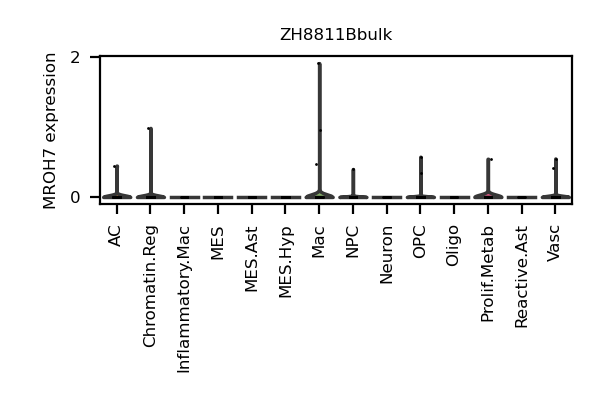 ZH8811Bbulk
MROH7 expression
2
0
AC
Chromatin.Reg
Inflammatory.Mac
MES
MES.Ast
MES.Hyp
Mac
NPC
Neuron
OPC
Oligo
Prolif.Metab
Reactive.Ast
Vasc